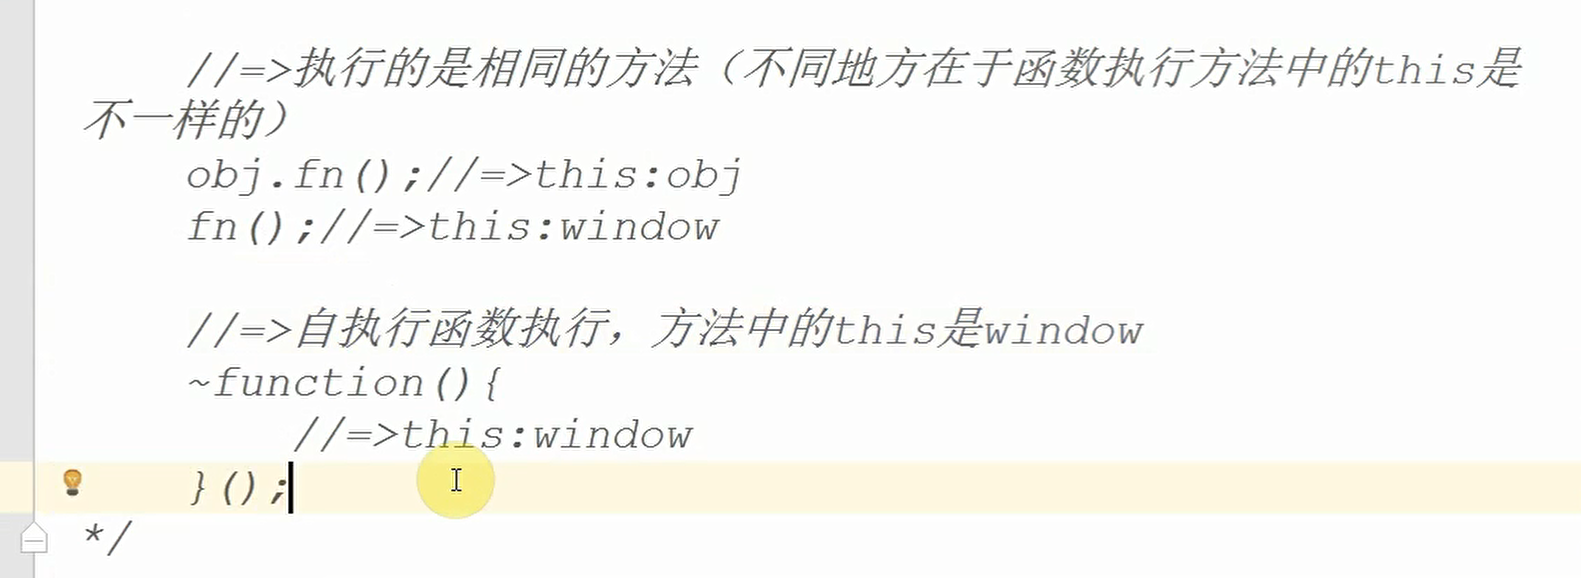 //=>执行的是相同的方法（不同地方在于函数执行方法中的this是
不一样的）
obj.fn();//=>this:obj
fn();//=>this:window
//=>自执行函数执行，方法中的this是window
~function(){
//=>this:window
}();
*/